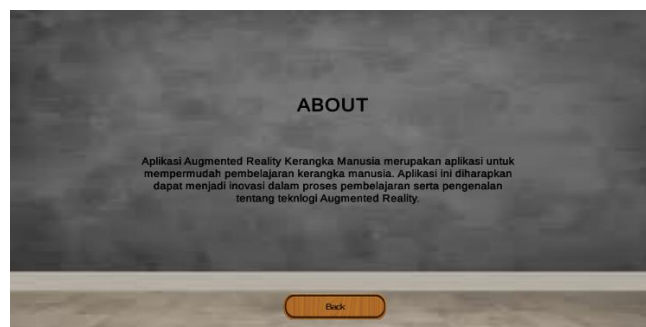 ABOUT
Aplikasi Augmented Reality Kerangka Manusia merupakan aplikasi untuk
mempermudah pembelajaran kerangka manusia. Aplikasi ini diharapkan
dapat menjadi inovasi dalam proses pembelajaran serta pengenalan
tentang teknlogi Augmented Reality.
Back